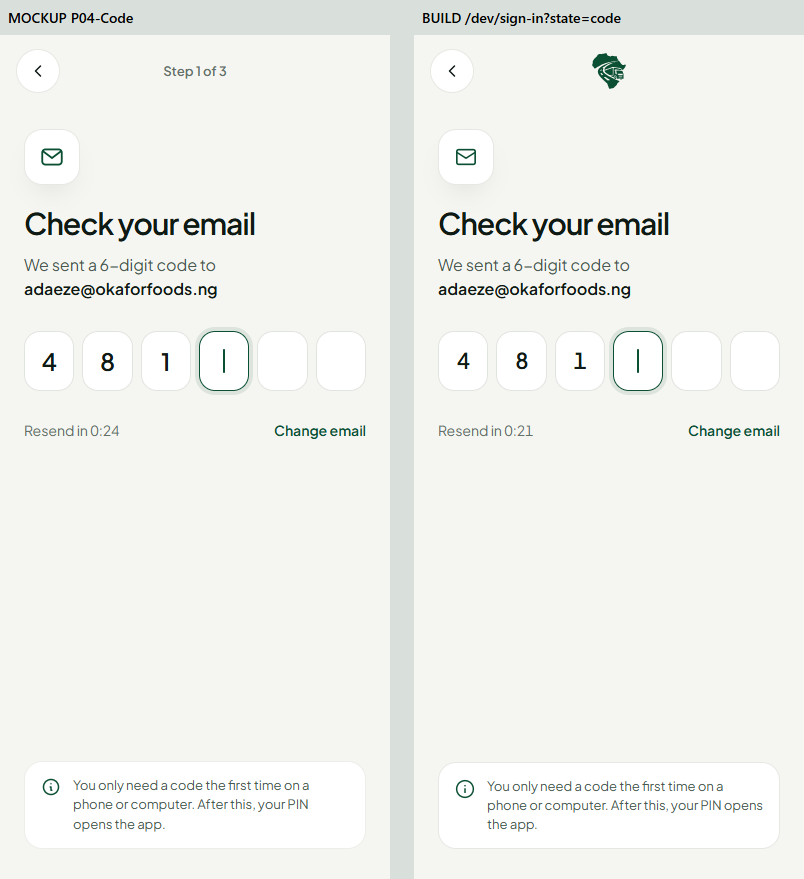 MOCKUP P04-Code
Step 1 of 3
Check your email
We sent a 6-digit code to
adaeze@okaforfoods.ng
4 8 1
Resend in 0:24 Change email
You only need a code the first time on a
phone or computer. After this, your PIN
opens the app.
BUILD /dev/sign-in?state=code
Check your email
We sent a 6-digit code to
adaeze@okaforfoods.ng
4 8 1
Resend in 0:21 Change email
You only need a code the first time on a
phone or computer. After this, your PIN opens
the app.